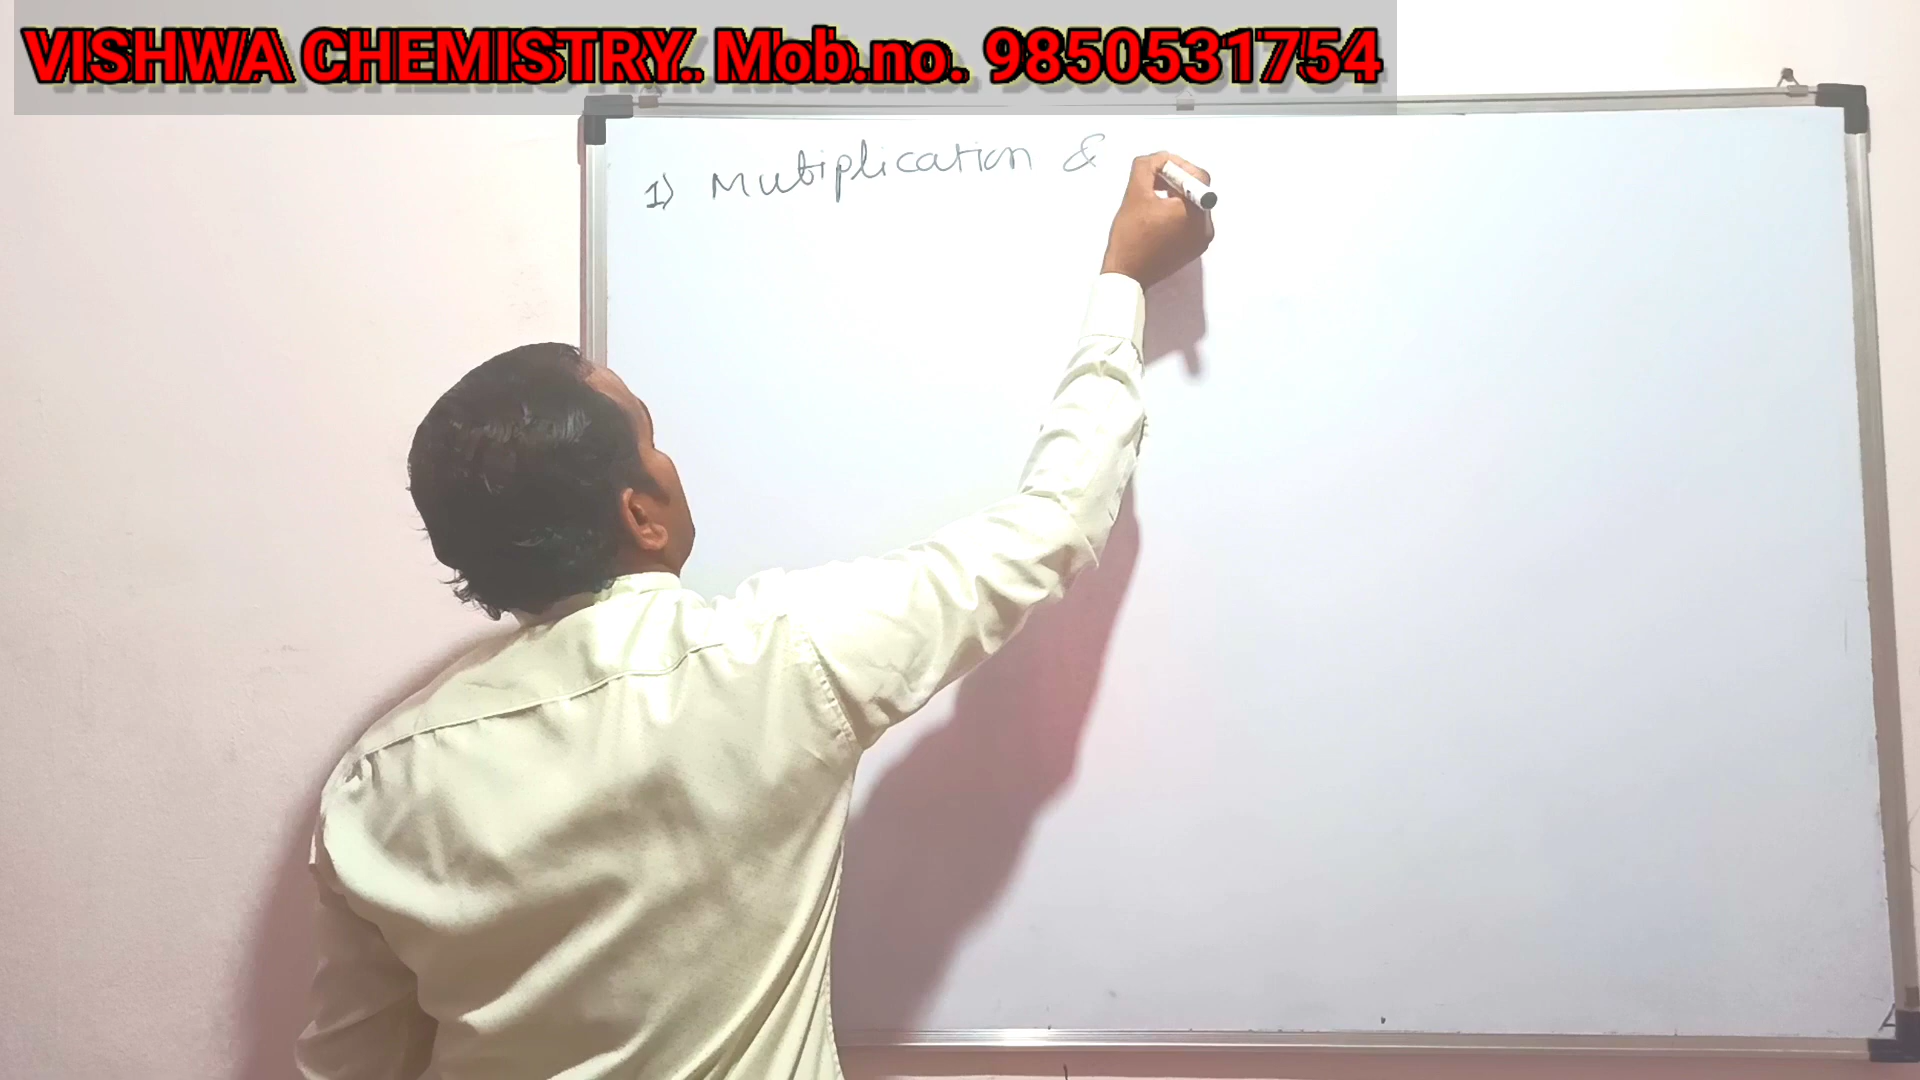 VISHWA CHEMISTRY. Mob.no. 9850531754
1) Multiplication &